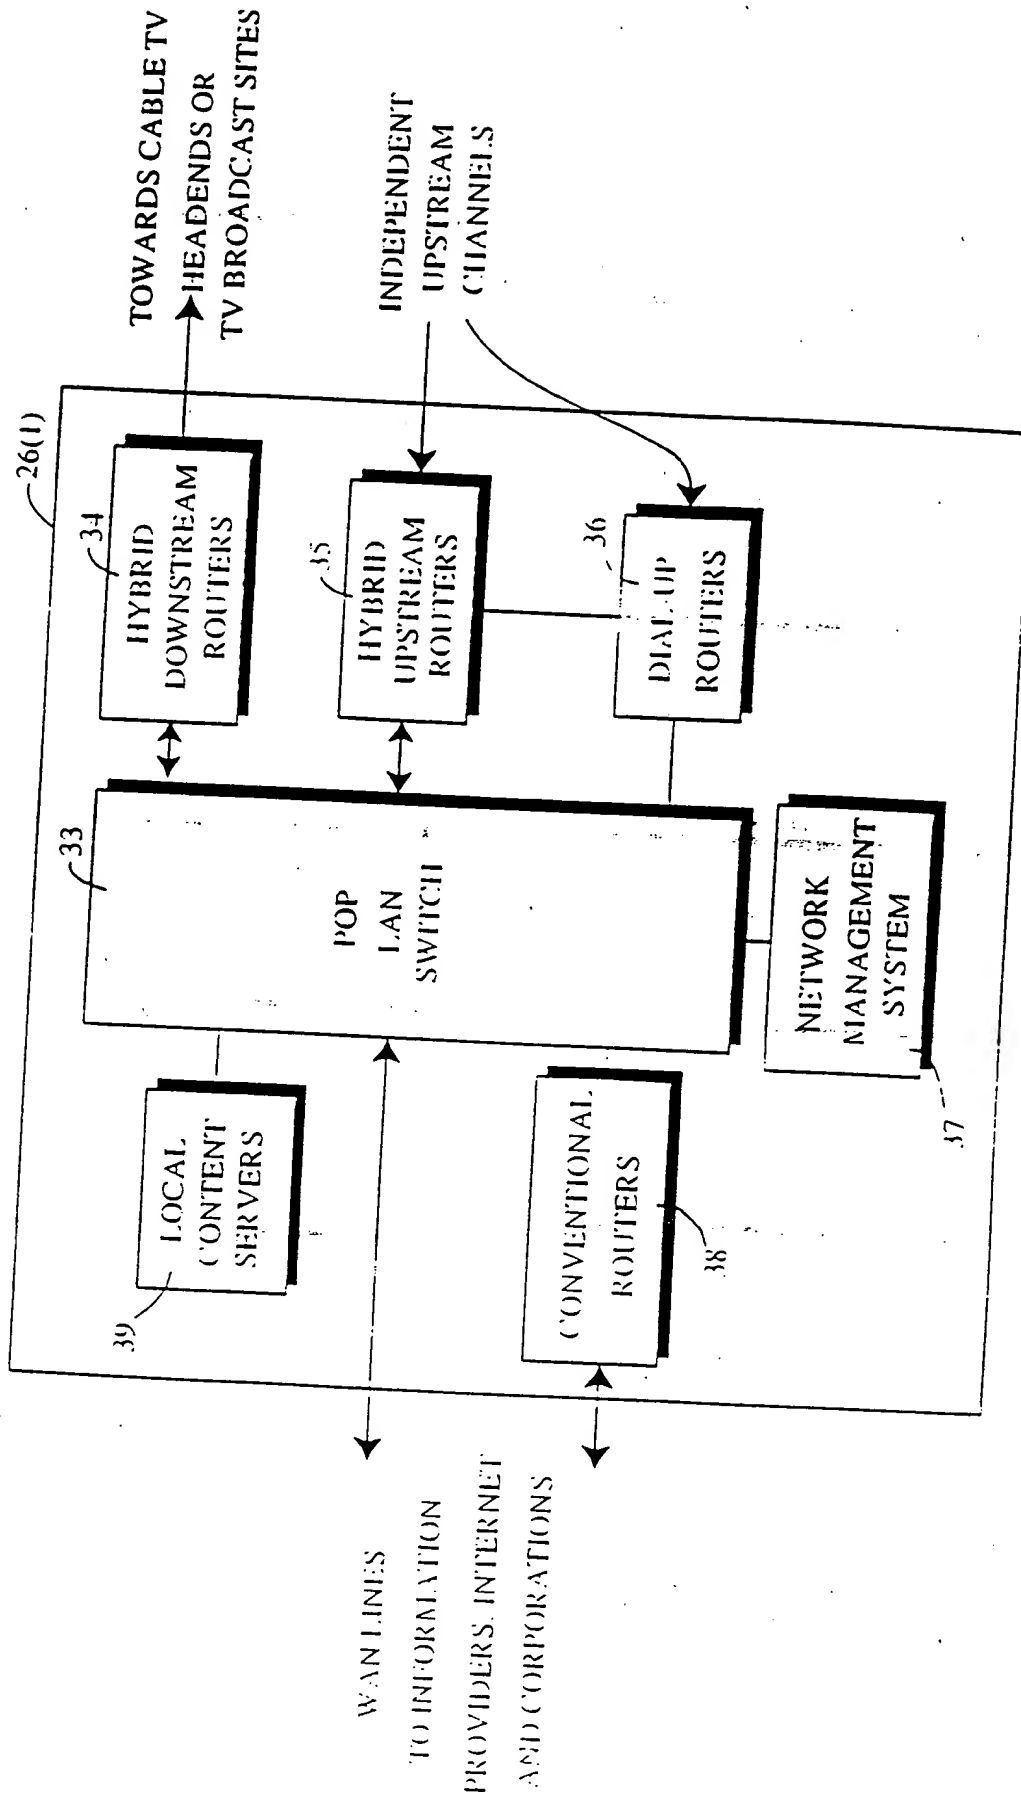 26(1)
33
POP
LAN
SWITCH
34
HYBRID
DOWNSTREAM
ROUTERS
TOWARDS CABLE TV
HEADENDS OR
TV BROADCAST SITES
35
HYBRID
UPSTREAM
ROUTERS
INDEPENDENT
UPSTREAM
CHANNELS
36
DIAL-UP
ROUTERS
39
LOCAL
CONTENT
SERVERS
WAN LINES
TO INFORMATION
PROVIDERS, INTERNET
AND CORPORATIONS
CONVENTIONAL
ROUTERS
38
NETWORK
MANAGEMENT
SYSTEM
37